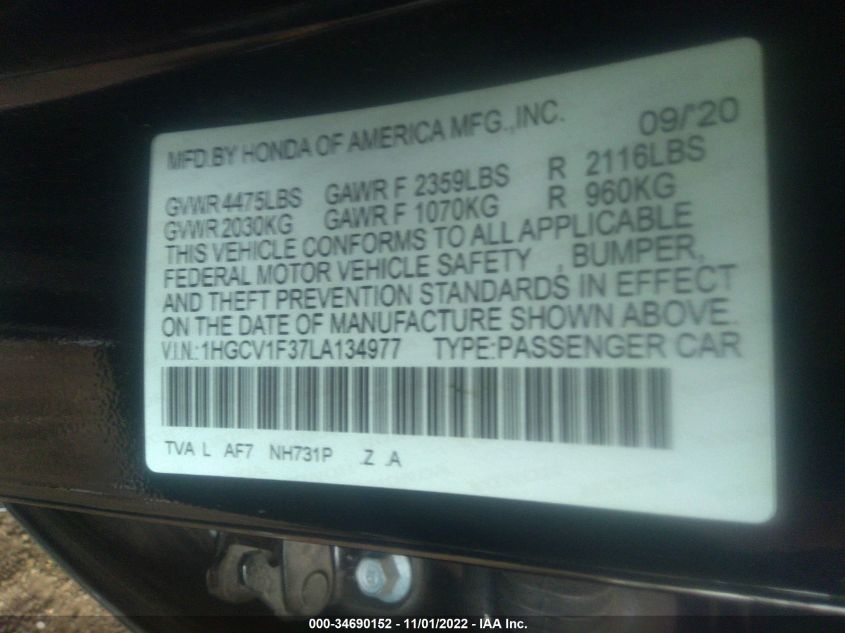 MFD.BY HONDA OF AMERICA MFG.,INC. 09/'20
GVWR 4475LBS GAWR F 2359LBS R 2116LBS
GVWR 2030KG GAWR F 1070KG R 960KG
THIS VEHICLE CONFORMS TO ALL APPLICABLE
FEDERAL MOTOR VEHICLE SAFETY , BUMPER,
AND THEFT PREVENTION STANDARDS IN EFFECT
ON THE DATE OF MANUFACTURE SHOWN ABOVE.
V.I.N.:1HGCV1F37LA134977 TYPE:PASSENGER CAR
TVA L AF7 NH731P .Z .A
000-34690152 - 11/01/2022 - IAA Inc.